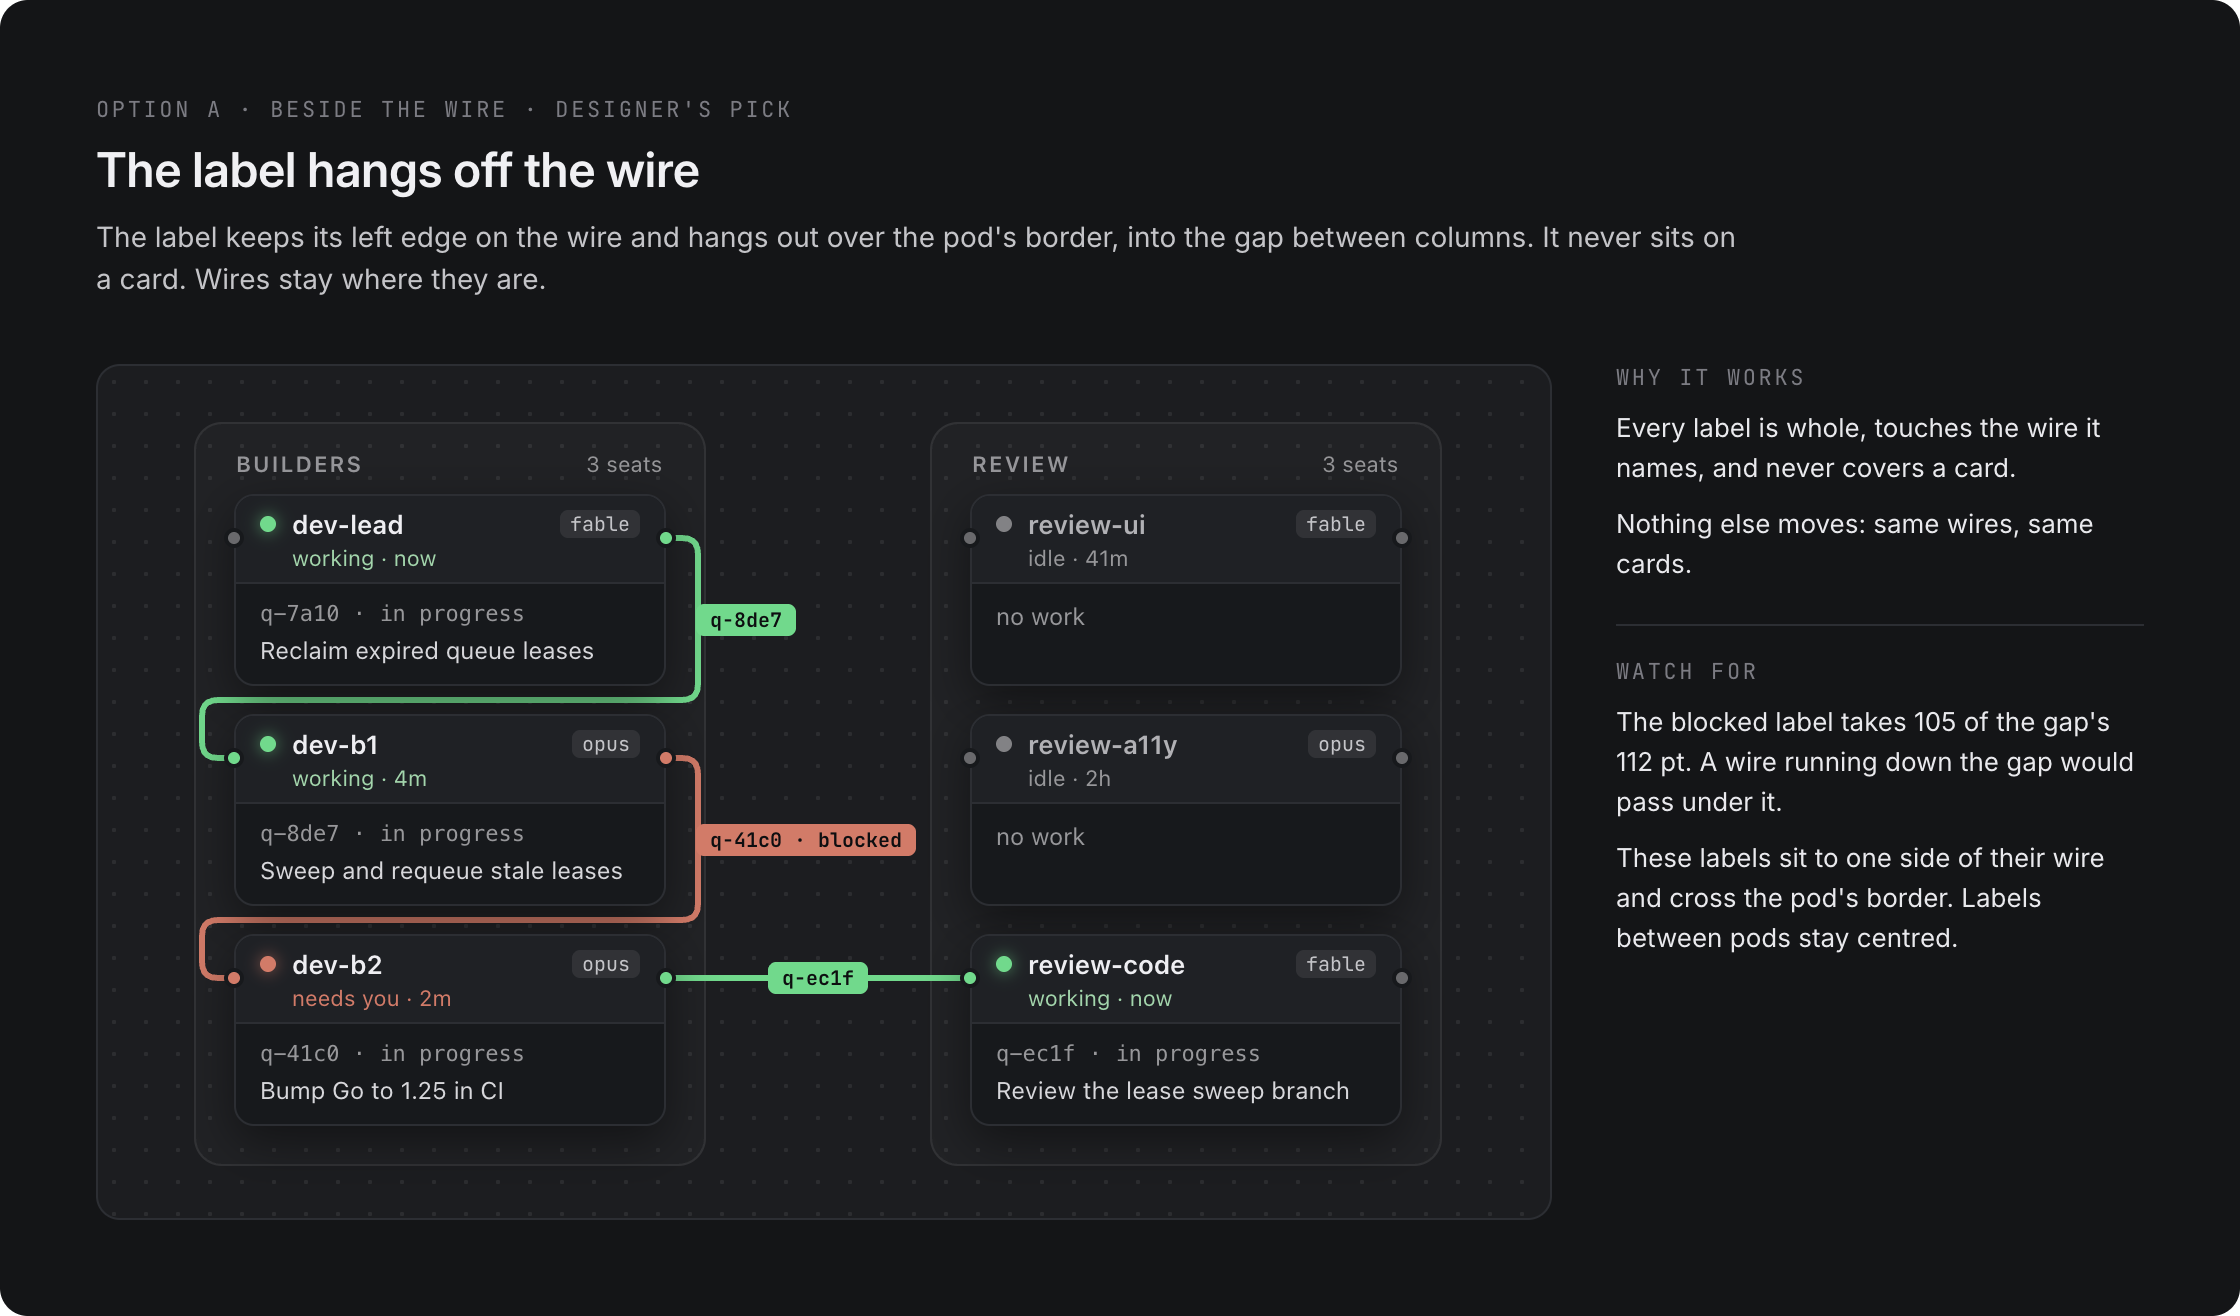 OPTION A · BESIDE THE WIRE · DESIGNER'S PICK
The label hangs off the wire
The label keeps its left edge on the wire and hangs out over the pod's border, into the gap between columns. It never sits on
a card. Wires stay where they are.
BUILDERS
3 seats
dev-lead
fable
working · now
q–7a10 · in progress
Reclaim expired queue leases
q-8de7
dev-b1
opus
working · 4m
q–8de7 · in progress
Sweep and requeue stale leases
q-41c0 · blocked
dev-b2
opus
needs you · 2m
q–41c0 · in progress
Bump Go to 1.25 in CI
q-ec1f
REVIEW
3 seats
review-ui
fable
idle · 41m
no work
review-a11y
opus
idle · 2h
no work
review-code
fable
working · now
q–ec1f · in progress
Review the lease sweep branch
WHY IT WORKS
Every label is whole, touches the wire it
names, and never covers a card.
Nothing else moves: same wires, same
cards.
WATCH FOR
The blocked label takes 105 of the gap's
112 pt. A wire running down the gap would
pass under it.
These labels sit to one side of their wire
and cross the pod's border. Labels
between pods stay centred.